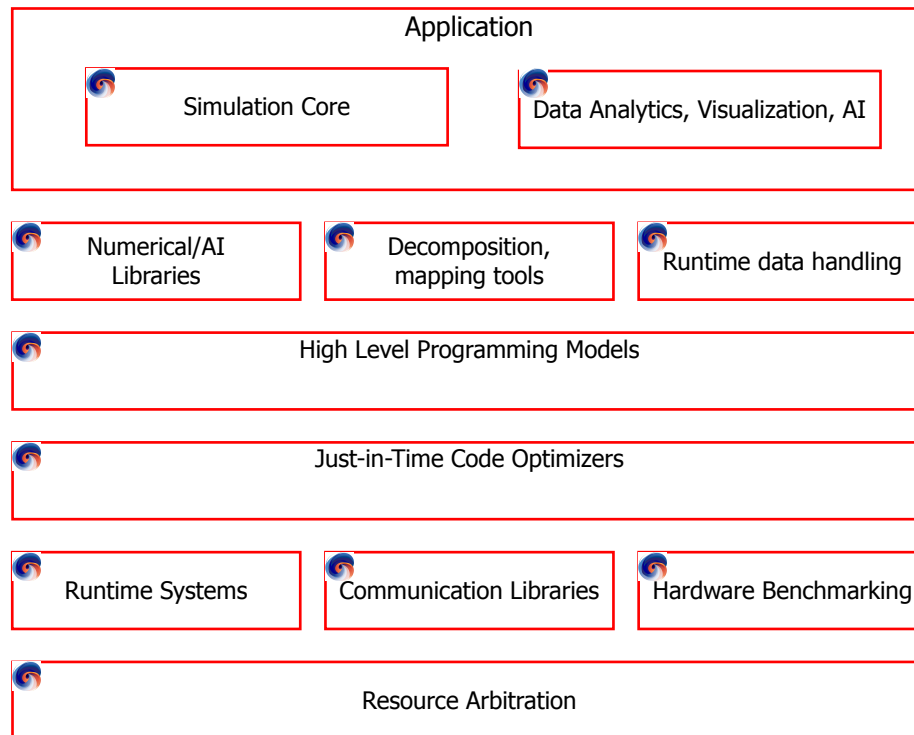 Application
Simulation Core
Data Analytics, Visualization, AI
Numerical/AI
Libraries
Decomposition,
mapping tools
Runtime data handling
High Level Programming Models
Just-in-Time Code Optimizers
Runtime Systems
Communication Libraries
Hardware Benchmarking
Resource Arbitration